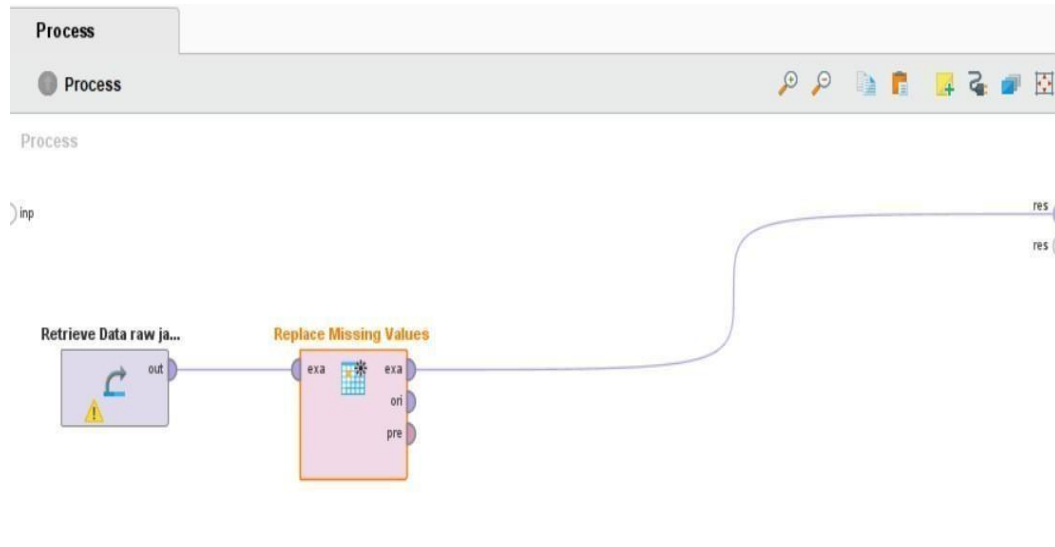 Process
Process
Process
inp
res
res
Retrieve Data raw ja...
Replace Missing Values
out
exa
exa
ori
pre